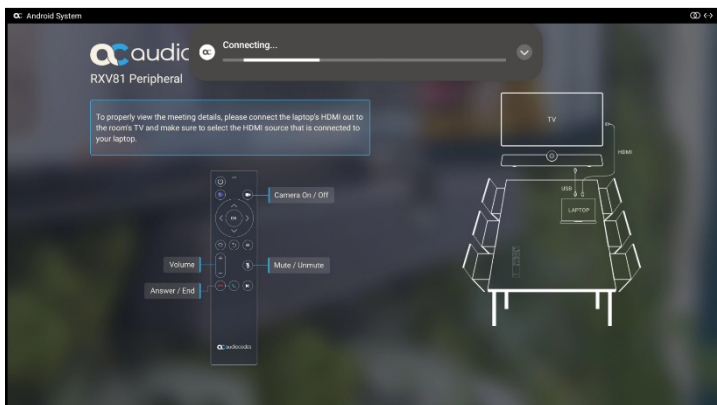 Android System
audio
Connecting...
RXV81 Peripheral
To properly view the meeting details, please connect the laptop's HDMI out to
the room's TV and make sure to select the HDMI source that is connected to
your laptop.
TV
HDMI
USB
LAPTOP
Camera On / Off
OK
Volume
Mute / Unmute
Answer / End
audiocodes